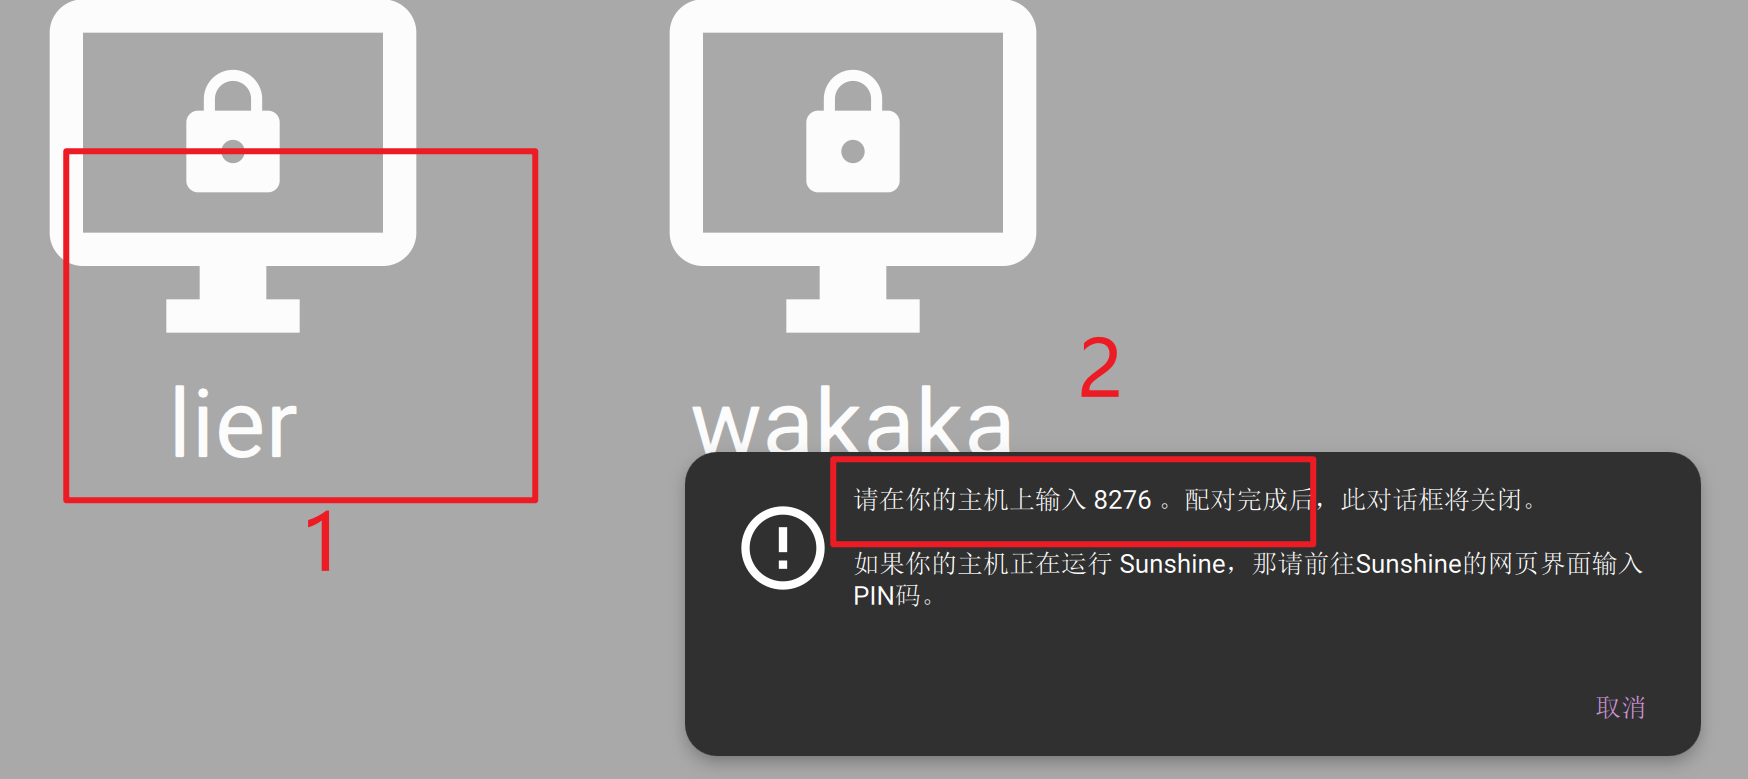 lier
wakaka
1
2
请在你的主机上输入 8276 。配对完成后，此对话框将关闭。
如果你的主机正在运行 Sunshine，那请前往Sunshine的网页界面输入
PIN码。
取消